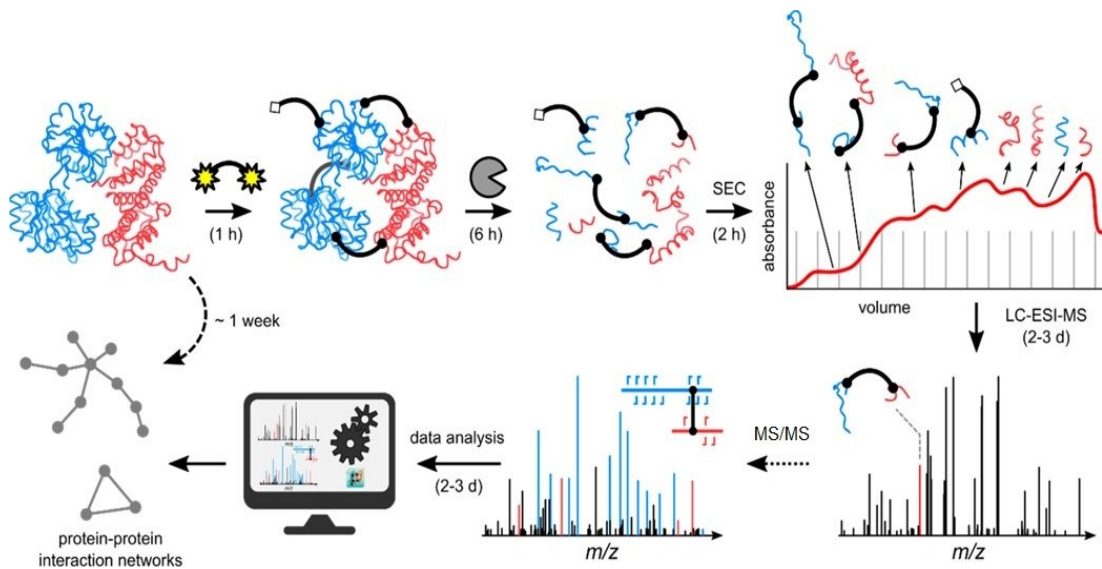 (1 h)
(6 h)
SEC
(2 h)
absorbance
volume
~ 1 week
LC-ESI-MS
(2-3 d)
MS/MS
data analysis
(2-3 d)
m/z
m/z
protein-protein
interaction networks